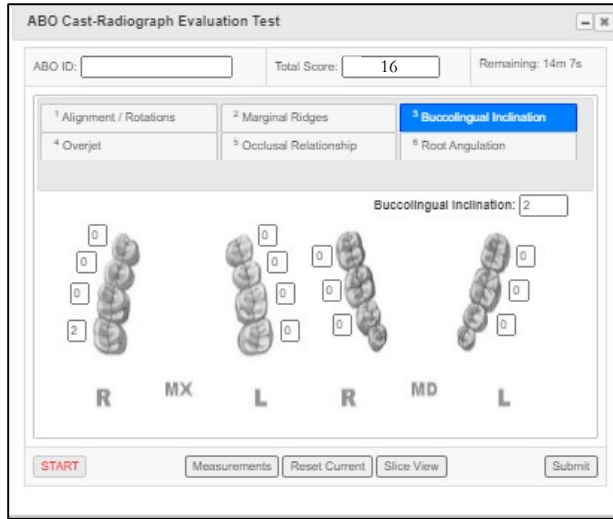 ABO Cast-Radiograph Evaluation Test
ABO ID: Total Score: 16 Remaining: 14m 7s
1 Alignment / Rotations 2 Marginal Ridges 3 Buccolingual Inclination
4 Overjet 5 Occlusal Relationship 6 Root Angulation
Buccolingual Inclination: 2
0 0 0 0
0 0 0 0
0 0 0 0
2 0
R MX L R MD L
START Measurements Reset Current Slice View Submit